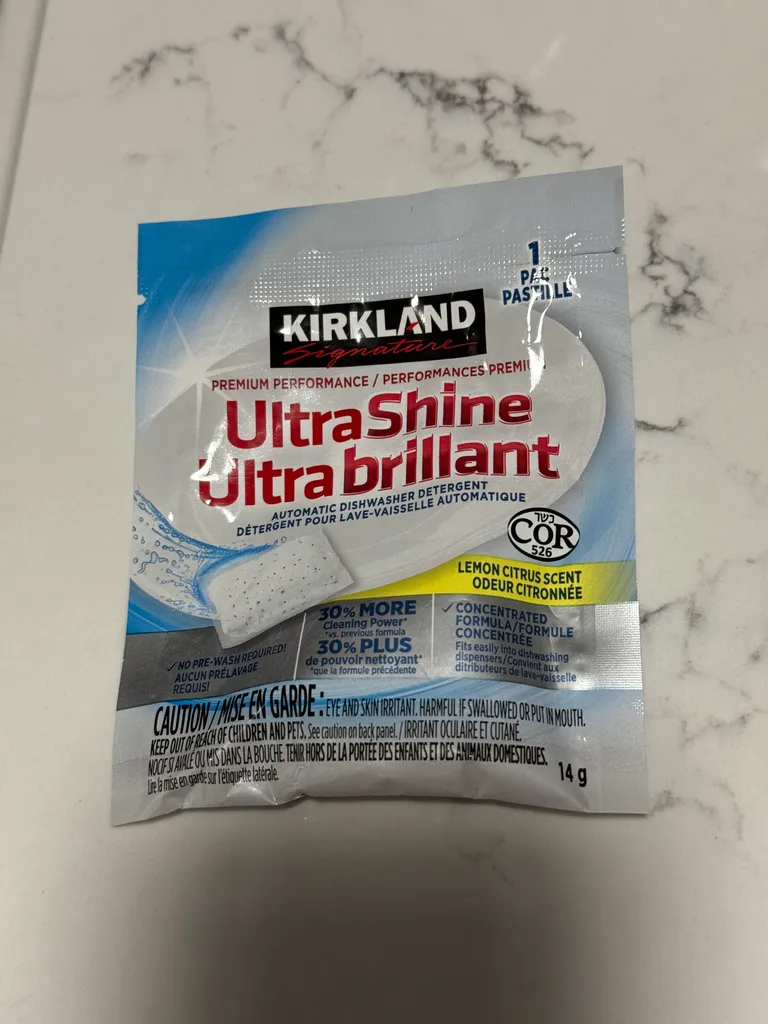 1
PAC
PASTILLE
KIRKLAND
Signature
PREMIUM PERFORMANCE / PERFORMANCES PREMIUM
UltraShine
Ultrabrillant
AUTOMATIC DISHWASHER DETERGENT
DÉTERGENT POUR LAVE-VAISSELLE AUTOMATIQUE
כשר
COR
526
LEMON CITRUS SCENT
ODEUR CITRONNÉE
✓ NO PRE-WASH REQUIRED!
AUCUN PRÉLAVAGE
REQUIS!
30% MORE
Cleaning Power*
*vs. previous formula
30% PLUS
de pouvoir nettoyant*
*que la formule précédente
✓ CONCENTRATED
FORMULA/FORMULE
CONCENTRÉE
Fits easily into dishwashing
dispensers/Convient aux
ditributeurs de lave-vaisselle
CAUTION / MISE EN GARDE : EYE AND SKIN IRRITANT. HARMFUL IF SWALLOWED OR PUT IN MOUTH.
KEEP OUT OF REACH OF CHILDREN AND PETS. See caution on back panel. / IRRITANT OCULAIRE ET CUTANÉ.
NOCIF SI AVALÉ OU MIS DANS LA BOUCHE. TENIR HORS DE LA PORTÉE DES ENFANTS ET DES ANIMAUX DOMESTIQUES.
Lire la mise en garde sur l'étiquette latérale.
14 g